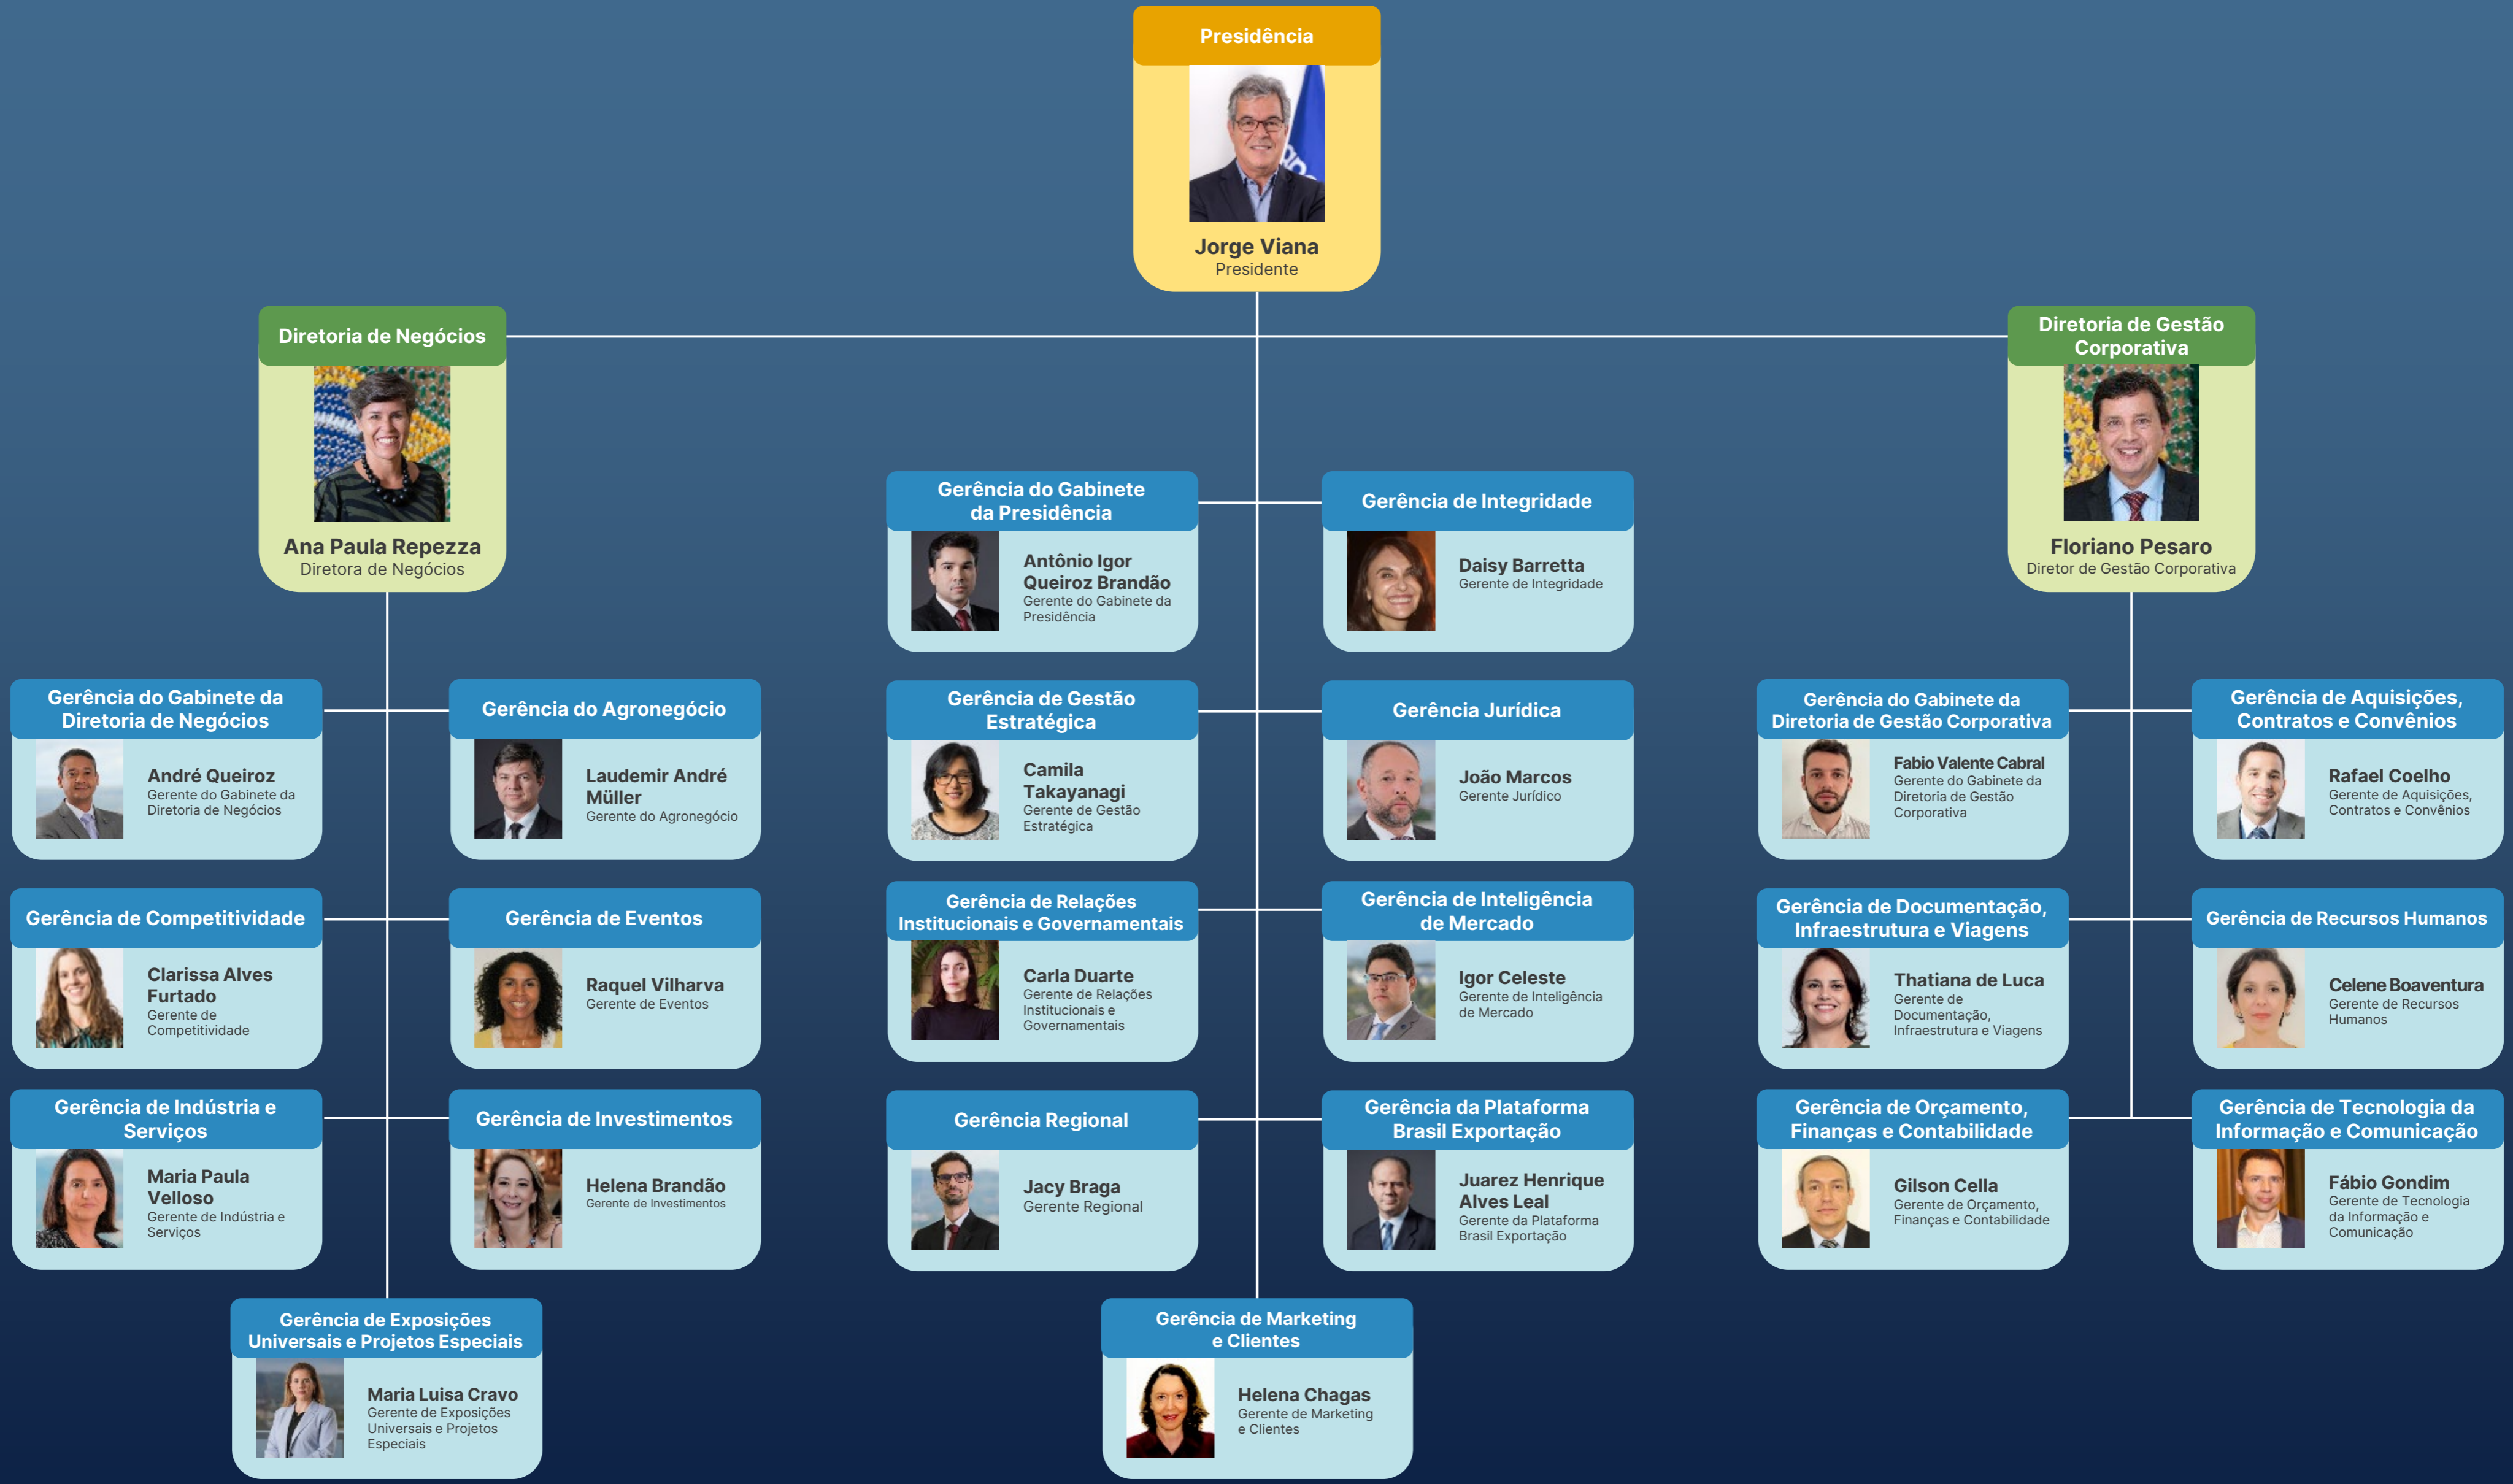 Presidência
Jorge Viana
Presidente
Diretoria de Negócios
Ana Paula Repezza
Diretora de Negócios
Diretoria de Gestão
Corporativa
Floriano Pesaro
Diretor de Gestão Corporativa
Gerência do Gabinete
da Presidência
Antônio Igor
Queiroz Brandão
Gerente do Gabinete da
Presidência
Gerência de Integridade
Daisy Barretta
Gerente de Integridade
Gerência do Gabinete da
Diretoria de Negócios
André Queiroz
Gerente do Gabinete da
Diretoria de Negócios
Gerência do Agronegócio
Laudemir André
Müller
Gerente do Agronegócio
Gerência de Gestão
Estratégica
Camila
Takayanagi
Gerente de Gestão
Estratégica
Gerência Jurídica
João Marcos
Gerente Jurídico
Gerência do Gabinete da
Diretoria de Gestão Corporativa
Fabio Valente Cabral
Gerente do Gabinete da
Diretoria de Gestão
Corporativa
Gerência de Aquisições,
Contratos e Convênios
Rafael Coelho
Gerente de Aquisições,
Contratos e Convênios
Gerência de Competitividade
Clarissa Alves
Furtado
Gerente de
Competitividade
Gerência de Eventos
Raquel Vilharva
Gerente de Eventos
Gerência de Relações
Institucionais e Governamentais
Carla Duarte
Gerente de Relações
Institucionais e
Governamentais
Gerência de Inteligência
de Mercado
Igor Celeste
Gerente de Inteligência
de Mercado
Gerência de Documentação,
Infraestrutura e Viagens
Thatiana de Luca
Gerente de
Documentação,
Infraestrutura e Viagens
Gerência de Recursos Humanos
Celene Boaventura
Gerente de Recursos
Humanos
Gerência de Indústria e
Serviços
Maria Paula
Velloso
Gerente de Indústria e
Serviços
Gerência de Investimentos
Helena Brandão
Gerente de Investimentos
Gerência Regional
Jacy Braga
Gerente Regional
Gerência da Plataforma
Brasil Exportação
Juarez Henrique
Alves Leal
Gerente da Plataforma
Brasil Exportação
Gerência de Orçamento,
Finanças e Contabilidade
Gilson Cella
Gerente de Orçamento,
Finanças e Contabilidade
Gerência de Tecnologia da
Informação e Comunicação
Fábio Gondim
Gerente de Tecnologia
da Informação e
Comunicação
Gerência de Exposições
Universais e Projetos Especiais
Maria Luisa Cravo
Gerente de Exposições
Universais e Projetos
Especiais
Gerência de Marketing
e Clientes
Helena Chagas
Gerente de Marketing
e Clientes